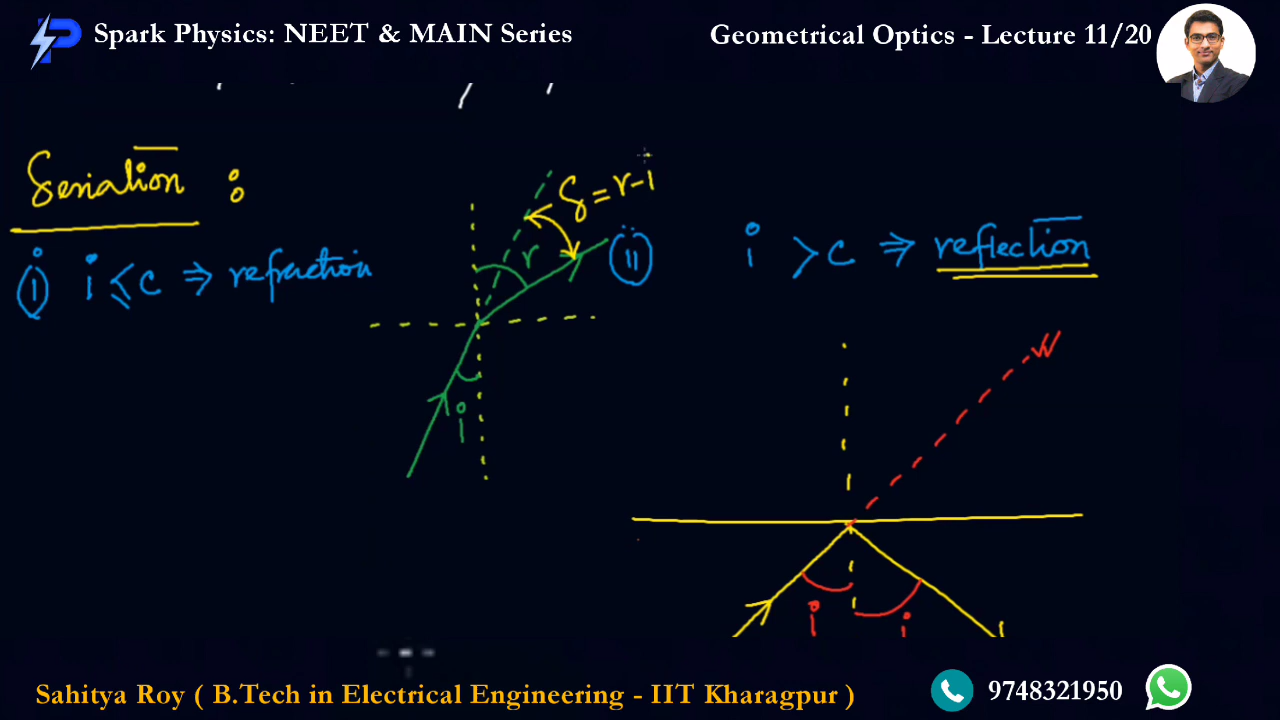 Spark Physics: NEET & MAIN Series
Geometrical Optics - Lecture 11/20
Deviation :
(i) i ≤ c ⇒ refraction
δ = r - i
r
i
(ii) i > c ⇒ reflection
i i
Sahitya Roy ( B.Tech in Electrical Engineering - IIT Kharagpur )
9748321950